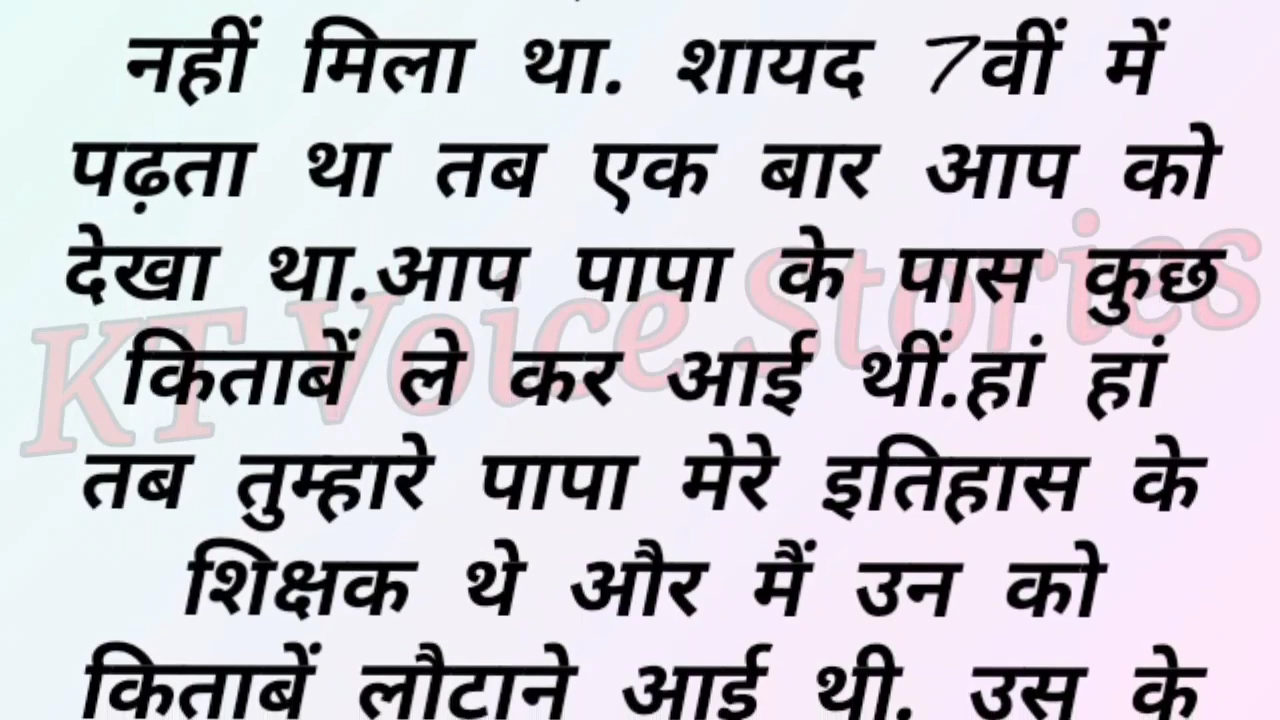 नहीं मिला था. शायद 7वीं में
पढ़ता था तब एक बार आप को
देखा था.आप पापा के पास कुछ
किताबें ले कर आई थीं.हां हां
तब तुम्हारे पापा मेरे इतिहास के
शिक्षक थे और मैं उन को
किताबें लौटाने आई थी. उस के
KT Voice Stories